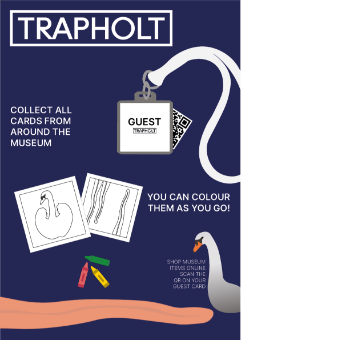 TRAPHOLT
COLLECT ALL
CARDS FROM
AROUND THE
MUSEUM
GUEST
TRAPHOLT
YOU CAN COLOUR
THEM AS YOU GO!
SHOP MUSEUM
ITEMS ONLINE
SCAN THE
QR ON YOUR
GUEST CARD